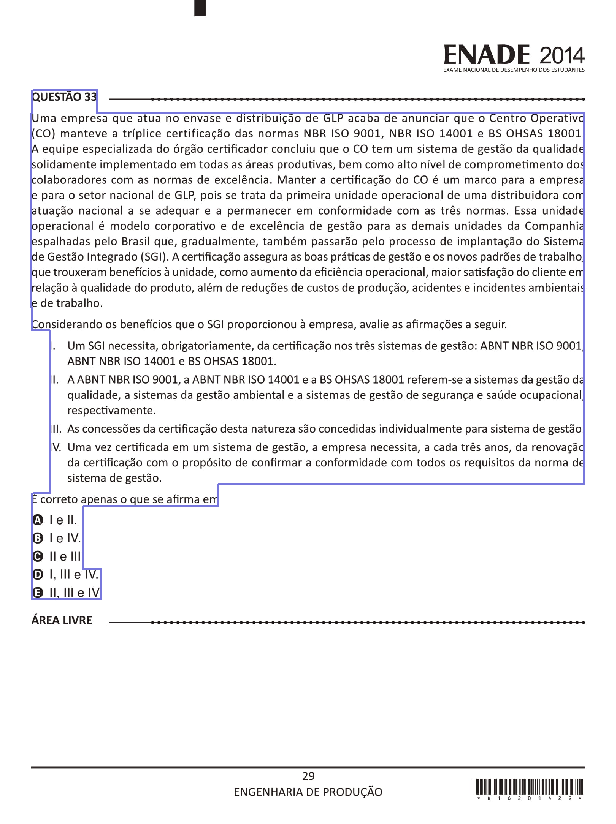 ENADE 2014
EXAME NACIONAL DE DESEMPENHO DOS ESTUDANTES
QUESTÃO 33
Uma empresa que atua no envase e distribuição de GLP acaba de anunciar que o Centro Operativo
(CO) manteve a tríplice certificação das normas NBR ISO 9001, NBR ISO 14001 e BS OHSAS 18001.
A equipe especializada do órgão certificador concluiu que o CO tem um sistema de gestão da qualidade
solidamente implementado em todas as áreas produtivas, bem como alto nível de comprometimento dos
colaboradores com as normas de excelência. Manter a certificação do CO é um marco para a empresa
e para o setor nacional de GLP, pois se trata da primeira unidade operacional de uma distribuidora com
atuação nacional a se adequar e a permanecer em conformidade com as três normas. Essa unidade
operacional é modelo corporativo e de excelência de gestão para as demais unidades da Companhia
espalhadas pelo Brasil que, gradualmente, também passarão pelo processo de implantação do Sistema
de Gestão Integrado (SGI). A certificação assegura as boas práticas de gestão e os novos padrões de trabalho,
que trouxeram benefícios à unidade, como aumento da eficiência operacional, maior satisfação do cliente em
relação à qualidade do produto, além de reduções de custos de produção, acidentes e incidentes ambientais
e de trabalho.
Considerando os benefícios que o SGI proporcionou à empresa, avalie as afirmações a seguir.
I. Um SGI necessita, obrigatoriamente, da certificação nos três sistemas de gestão: ABNT NBR ISO 9001,
ABNT NBR ISO 14001 e BS OHSAS 18001.
II. A ABNT NBR ISO 9001, a ABNT NBR ISO 14001 e a BS OHSAS 18001 referem-se a sistemas da gestão da
qualidade, a sistemas da gestão ambiental e a sistemas de gestão de segurança e saúde ocupacional,
respectivamente.
III. As concessões da certificação desta natureza são concedidas individualmente para sistema de gestão.
IV. Uma vez certificada em um sistema de gestão, a empresa necessita, a cada três anos, da renovação
da certificação com o propósito de confirmar a conformidade com todos os requisitos da norma de
sistema de gestão.
É correto apenas o que se afirma em
A I e II.
B I e IV.
C II e III.
D I, III e IV.
E II, III e IV.
ÁREA LIVRE
29
ENGENHARIA DE PRODUÇÃO